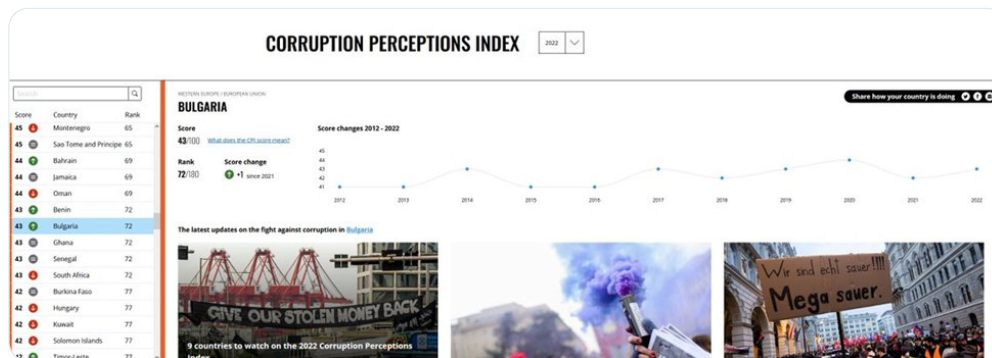 CORRUPTION PERCEPTIONS INDEX
2022
Search
Score Country Rank
45 Montenegro 65
45 Sao Tome and Principe 65
44 Bahrain 69
44 Jamaica 69
44 Oman 69
43 Benin 72
43 Bulgaria 72
43 Ghana 72
43 Senegal 72
43 South Africa 72
42 Burkina Faso 77
42 Hungary 77
42 Kuwait 77
42 Solomon Islands 77
42 Timor-Leste 77
WESTERN EUROPE / EUROPEAN UNION
BULGARIA
Share how your country is doing
Score
43/100 What does the CPI score mean?
Rank
72/180
Score change
+1 since 2021
Score changes 2012 - 2022
45
44
43
42
41
2012 2013 2014 2015 2016 2017 2018 2019 2020 2021 2022
The latest updates on the fight against corruption in Bulgaria
GIVE OUR STOLEN MONEY BACK
9 countries to watch on the 2022 Corruption Perceptions
Index
Wir sind echt sauer!!!!
Mega sauer.